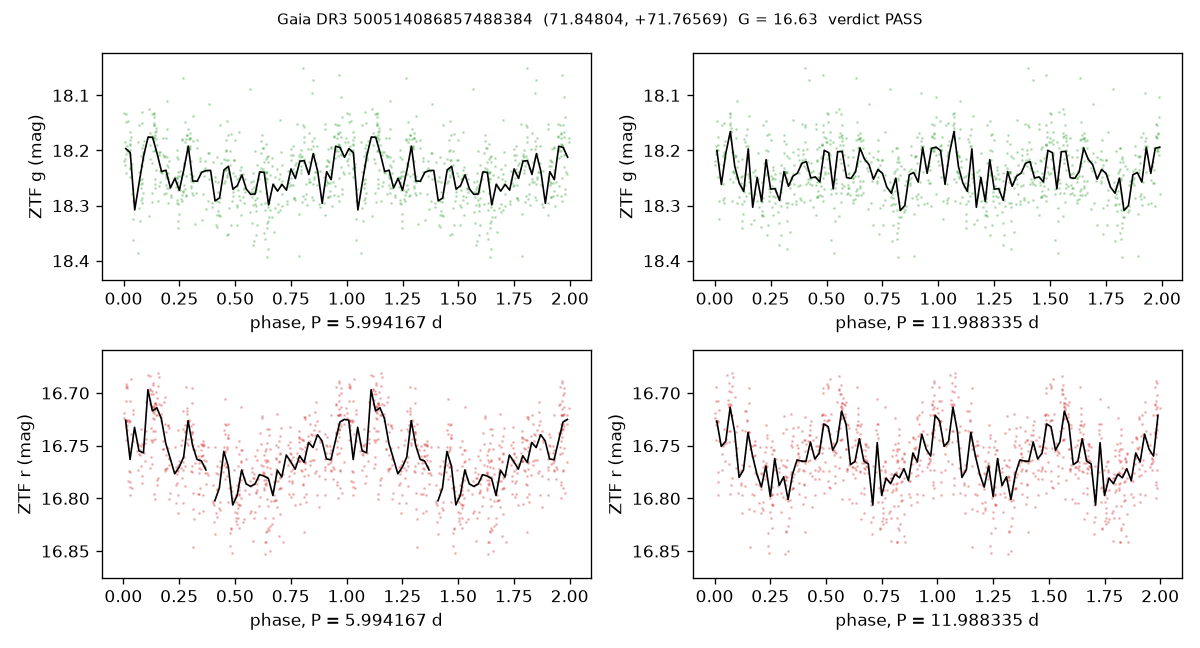 Gaia DR3 500514086857488384  (71.84804, +71.76569)  G = 16.63  verdict PASS
ZTF g (mag)
18.1
18.2
18.3
18.4
0.00 0.25 0.50 0.75 1.00 1.25 1.50 1.75 2.00
phase, P = 5.994167 d
ZTF g (mag)
18.1
18.2
18.3
18.4
0.00 0.25 0.50 0.75 1.00 1.25 1.50 1.75 2.00
phase, P = 11.988335 d
ZTF r (mag)
16.70
16.75
16.80
16.85
0.00 0.25 0.50 0.75 1.00 1.25 1.50 1.75 2.00
phase, P = 5.994167 d
ZTF r (mag)
16.70
16.75
16.80
16.85
0.00 0.25 0.50 0.75 1.00 1.25 1.50 1.75 2.00
phase, P = 11.988335 d